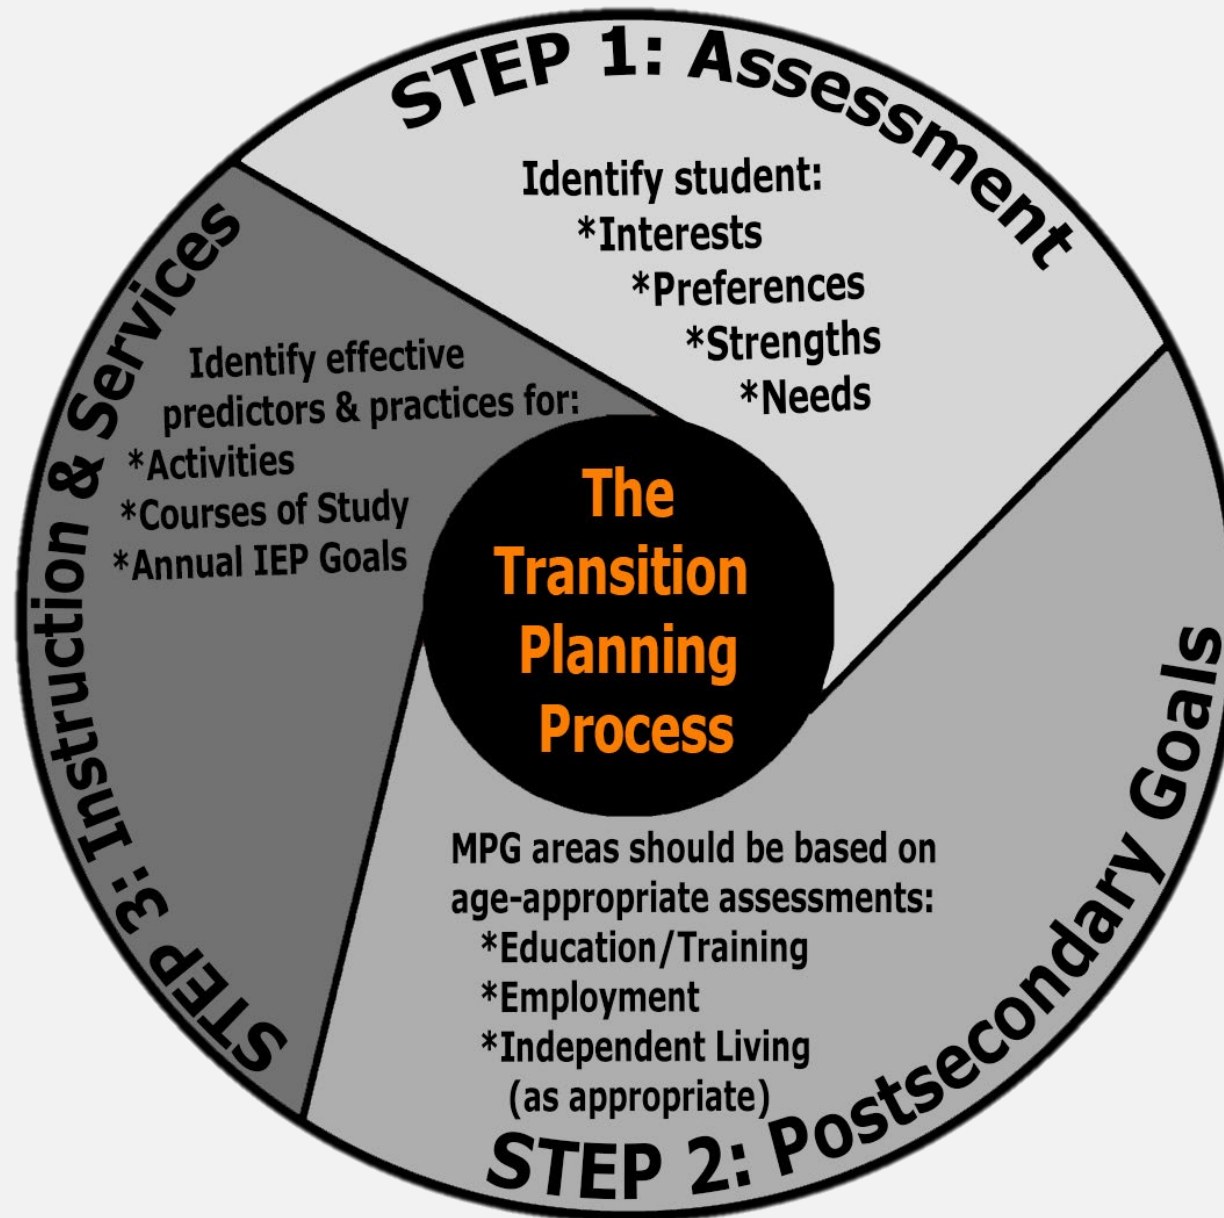 STEP 1: Assessment
Identify student:
*Interests
*Preferences
*Strengths
*Needs
The
Transition
Planning
Process
STEP 2: Postsecondary Goals
MPG areas should be based on
age-appropriate assessments:
*Education/Training
*Employment
*Independent Living
(as appropriate)
STEP 3: Instruction & Services
Identify effective
predictors & practices for:
*Activities
*Courses of Study
*Annual IEP Goals